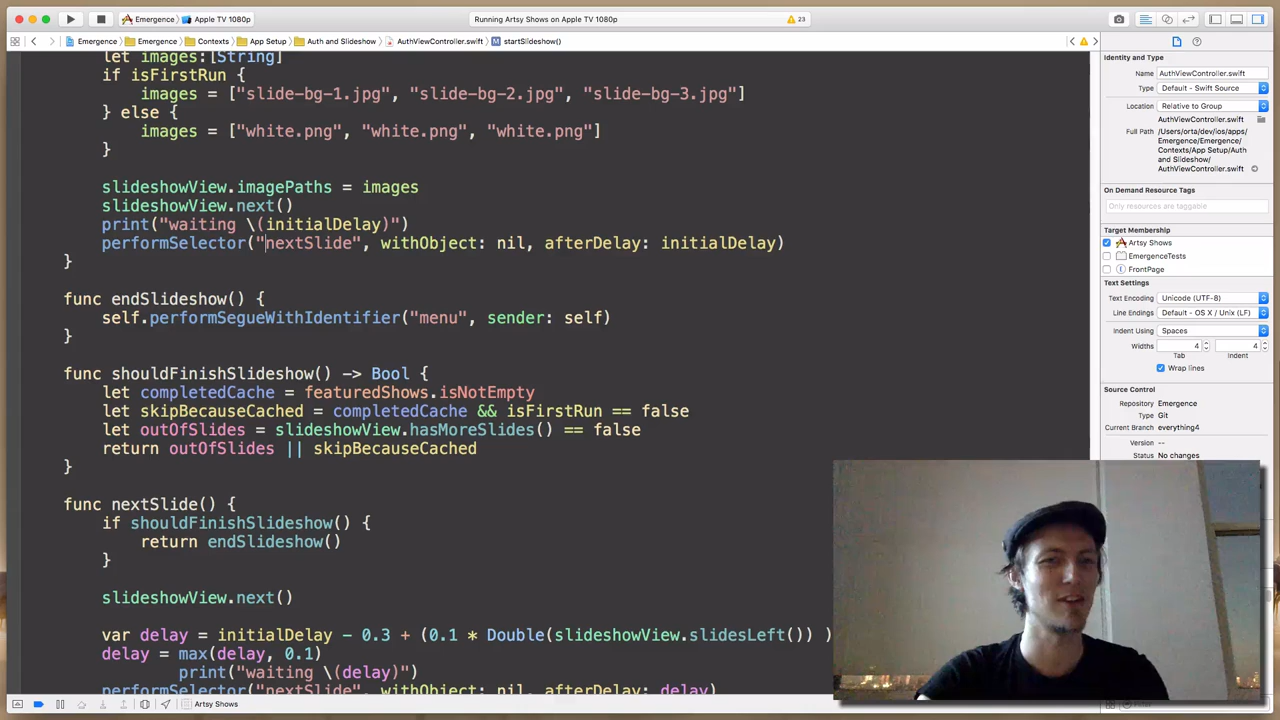 Emergence Apple TV 1080p
Running Artsy Shows on Apple TV 1080p
23
Emergence Emergence Contexts App Setup Auth and Slideshow AuthViewController.swift startSlideshow()
let images:[String]
if isFirstRun {
images = ["slide-bg-1.jpg", "slide-bg-2.jpg", "slide-bg-3.jpg"]
} else {
images = ["white.png", "white.png", "white.png"]
}
slideshowView.imagePaths = images
slideshowView.next()
print("waiting \(initialDelay)")
performSelector("nextSlide", withObject: nil, afterDelay: initialDelay)
}
func endSlideshow() {
self.performSegueWithIdentifier("menu", sender: self)
}
func shouldFinishSlideshow() -> Bool {
let completedCache = featuredShows.isNotEmpty
let skipBecauseCached = completedCache && isFirstRun == false
let outOfSlides = slideshowView.hasMoreSlides() == false
return outOfSlides || skipBecauseCached
}
func nextSlide() {
if shouldFinishSlideshow() {
return endSlideshow()
}
slideshowView.next()
var delay = initialDelay - 0.3 + (0.1 * Double(slideshowView.slidesLeft()) )
delay = max(delay, 0.1)
print("waiting \(delay)")
performSelector("nextSlide", withObject: nil, afterDelay: delay)
Artsy Shows
Identity and Type
Name AuthViewController.swift
Type Default - Swift Source
Location Relative to Group
AuthViewController.swift
Full Path /Users/orta/dev/ios/apps/
Emergence/Emergence/
Contexts/App Setup/Auth
and Slideshow/
AuthViewController.swift
On Demand Resource Tags
Only resources are taggable
Target Membership
Artsy Shows
EmergenceTests
FrontPage
Text Settings
Text Encoding Unicode (UTF-8)
Line Endings Default - OS X / Unix (LF)
Indent Using Spaces
Widths 4 4
Tab Indent
Wrap lines
Source Control
Repository Emergence
Type Git
Current Branch everything4
Version --
Status No changes